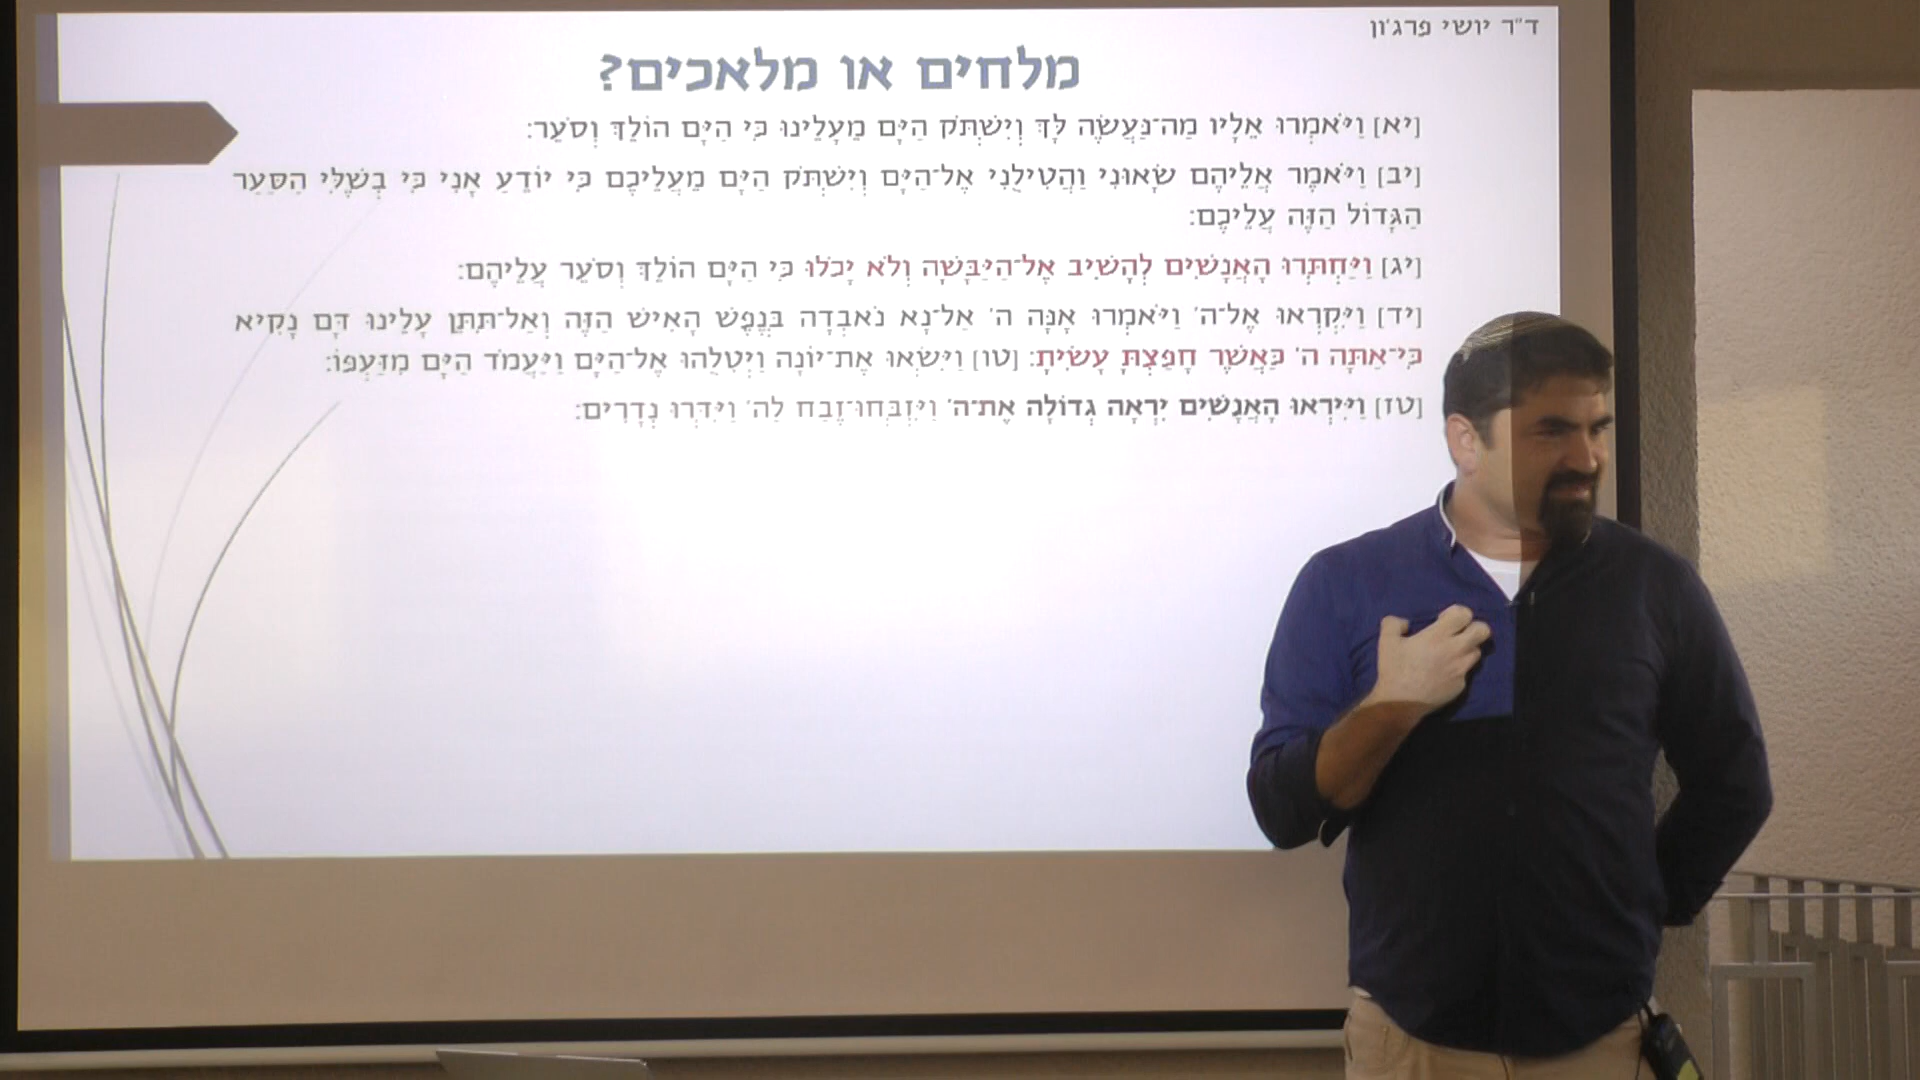 ד״ר יושי פרג׳ון
מלחים או מלאכים?
[יא] וַיֹּאמְרוּ אֵלָיו מַה־נַּעֲשֶׂה לָּךְ וְיִשְׁתֹּק הַיָּם מֵעָלֵינוּ כִּי הַיָּם הוֹלֵךְ וְסֹעֵר:
[יב] וַיֹּאמֶר אֲלֵיהֶם שָׂאוּנִי וַהֲטִילֻנִי אֶל־הַיָּם וְיִשְׁתֹּק הַיָּם מֵעֲלֵיכֶם כִּי יוֹדֵעַ אָנִי כִּי בְשֶׁלִּי הַסַּעַר
הַגָּדוֹל הַזֶּה עֲלֵיכֶם:
[יג] וַיַּחְתְּרוּ הָאֲנָשִׁים לְהָשִׁיב אֶל־הַיַּבָּשָׁה וְלֹא יָכֹלוּ כִּי הַיָּם הוֹלֵךְ וְסֹעֵר עֲלֵיהֶם:
[יד] וַיִּקְרְאוּ אֶל־ה׳ וַיֹּאמְרוּ אָנָּה ה׳ אַל־נָא נֹאבְדָה בְּנֶפֶשׁ הָאִישׁ הַזֶּה וְאַל־תִּתֵּן עָלֵינוּ דָּם נָקִיא
כִּי־אַתָּה ה׳ כַּאֲשֶׁר חָפַצְתָּ עָשִׂיתָ: [טו] וַיִּשְׂאוּ אֶת־יוֹנָה וַיְטִלֻהוּ אֶל־הַיָּם וַיַּעֲמֹד הַיָּם מִזַּעְפּוֹ:
[טז] וַיִּירְאוּ הָאֲנָשִׁים יִרְאָה גְדוֹלָה אֶת־ה׳ וַיִּזְבְּחוּ־זֶבַח לַה׳ וַיִּדְּרוּ נְדָרִים: